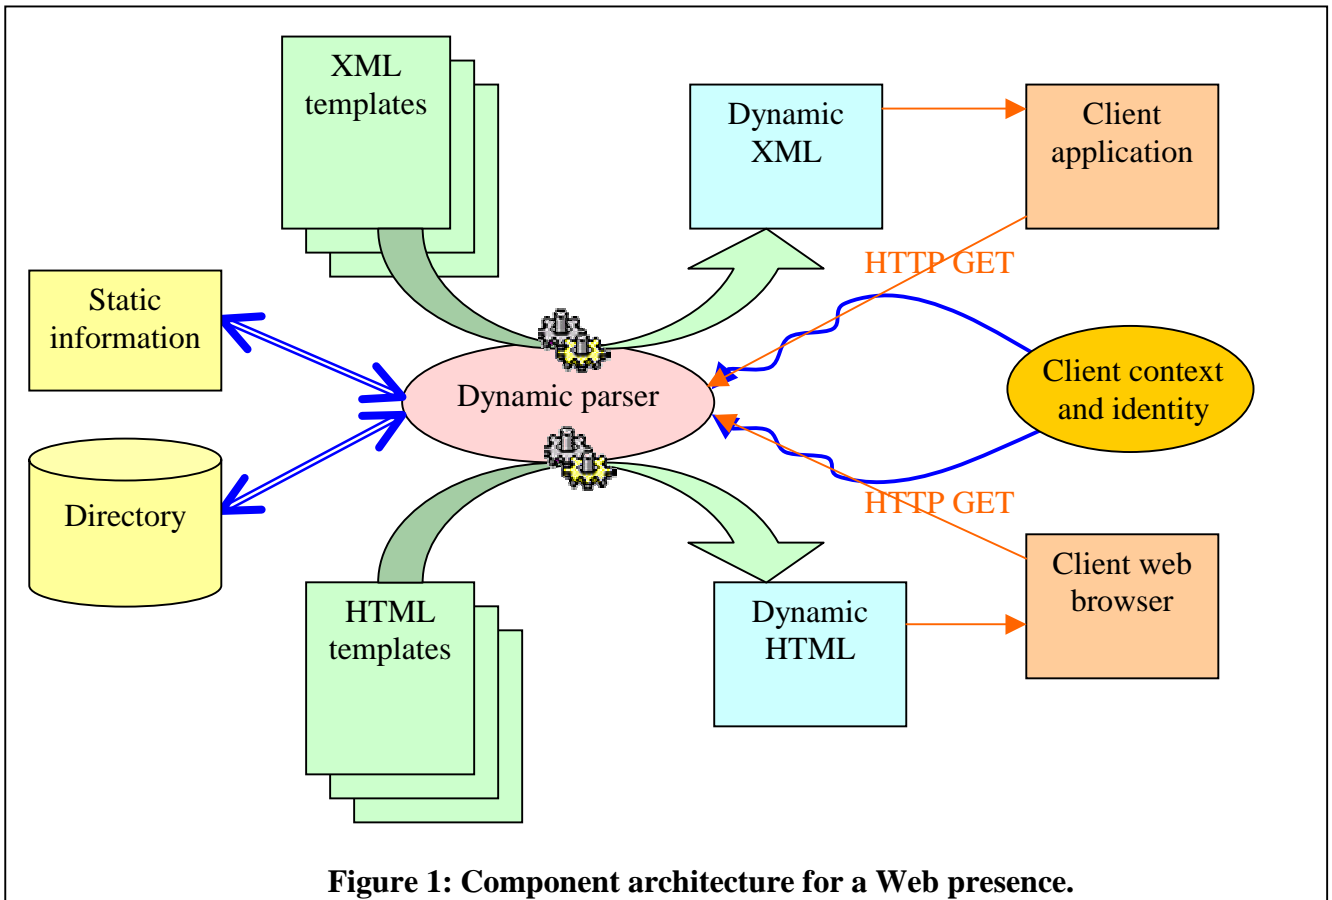 XML
templates
Dynamic
XML
Client
application
HTTP GET
Static
information
Dynamic parser
Client context
and identity
Directory
HTTP GET
HTML
templates
Dynamic
HTML
Client web
browser
Figure 1: Component architecture for a Web presence.